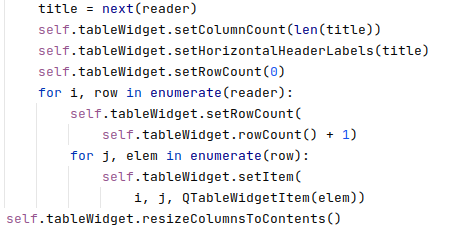 title = next(reader)
self.tableWidget.setColumnCount(len(title))
self.tableWidget.setHorizontalHeaderLabels(title)
self.tableWidget.setRowCount(0)
for i, row in enumerate(reader):
self.tableWidget.setRowCount(
self.tableWidget.rowCount() + 1)
for j, elem in enumerate(row):
self.tableWidget.setItem(
i, j, QTableWidgetItem(elem))
self.tableWidget.resizeColumnsToContents()